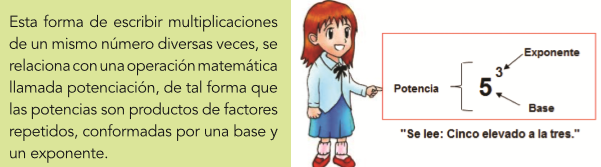 Esta forma de escribir multiplicaciones
de un mismo número diversas veces, se
relaciona con una operación matemática
llamada potenciación, de tal forma que
las potencias son productos de factores
repetidos, conformadas por una base y
un exponente.
Exponente
Potencia
5³
Base
"Se lee: Cinco elevado a la tres."